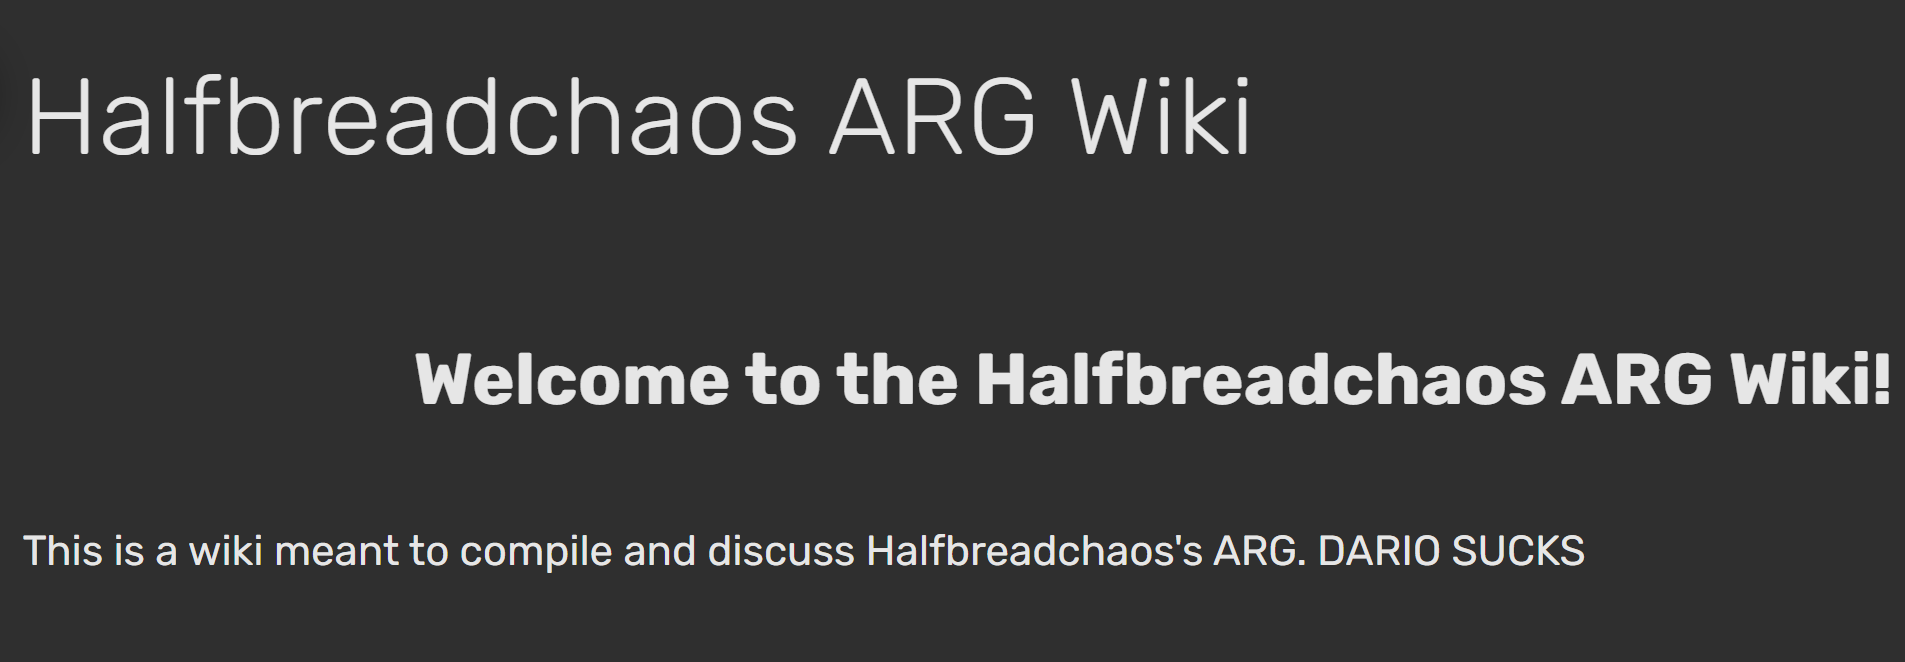 Halfbreadchaos ARG Wiki
Welcome to the Halfbreadchaos ARG Wiki!
This is a wiki meant to compile and discuss Halfbreadchaos's ARG. DARIO SUCKS